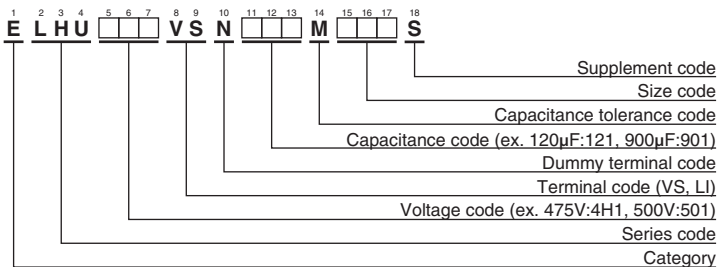 1 2 3 4 5 6 7 8 9 10 11 12 13 14 15 16 17 18
E LHU □□□ VS N □□□ M □□□ S
Supplement code
Size code
Capacitance tolerance code
Capacitance code (ex. 120µF:121, 900µF:901)
Dummy terminal code
Terminal code (VS, LI)
Voltage code (ex. 475V:4H1, 500V:501)
Series code
Category